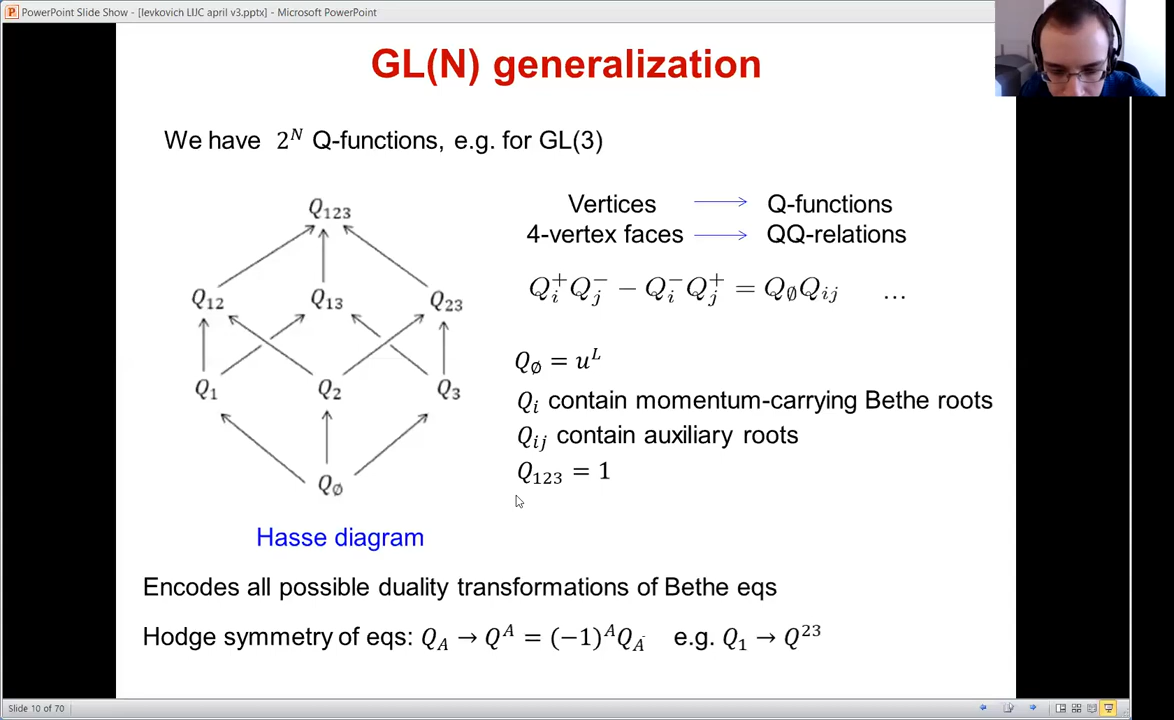 PowerPoint Slide Show - [levkovich LIJC april v3.pptx] - Microsoft PowerPoint
GL(N) generalization
We have 2^N Q-functions, e.g. for GL(3)
Q_123
Q_12 Q_13 Q_23
Q_1 Q_2 Q_3
Q_∅
Hasse diagram
Vertices → Q-functions
4-vertex faces → QQ-relations
Q_i^+ Q_j^- − Q_i^- Q_j^+ = Q_∅ Q_ij ...
Q_∅ = u^L
Q_i contain momentum-carrying Bethe roots
Q_ij contain auxiliary roots
Q_123 = 1
Encodes all possible duality transformations of Bethe eqs
Hodge symmetry of eqs: Q_A → Q^A = (−1)^A Q_A e.g. Q_1 → Q^23
Slide 10 of 70